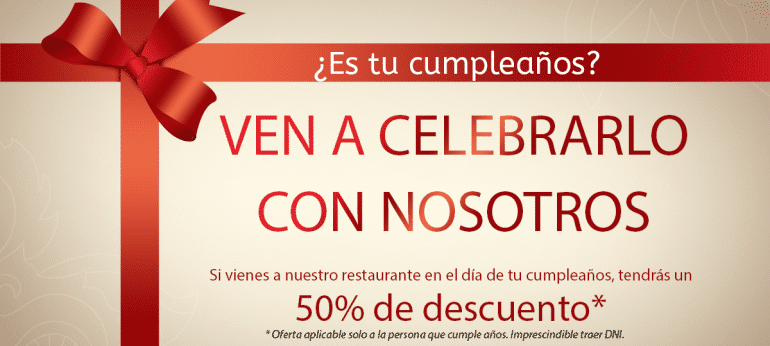 ¿Es tu cumpleaños?
VEN A CELEBRARLO
CON NOSOTROS
Si vienes a nuestro restaurante en el día de tu cumpleaños, tendrás un
50% de descuento*
* Oferta aplicable solo a la persona que cumple años. Imprescindible traer DNI.